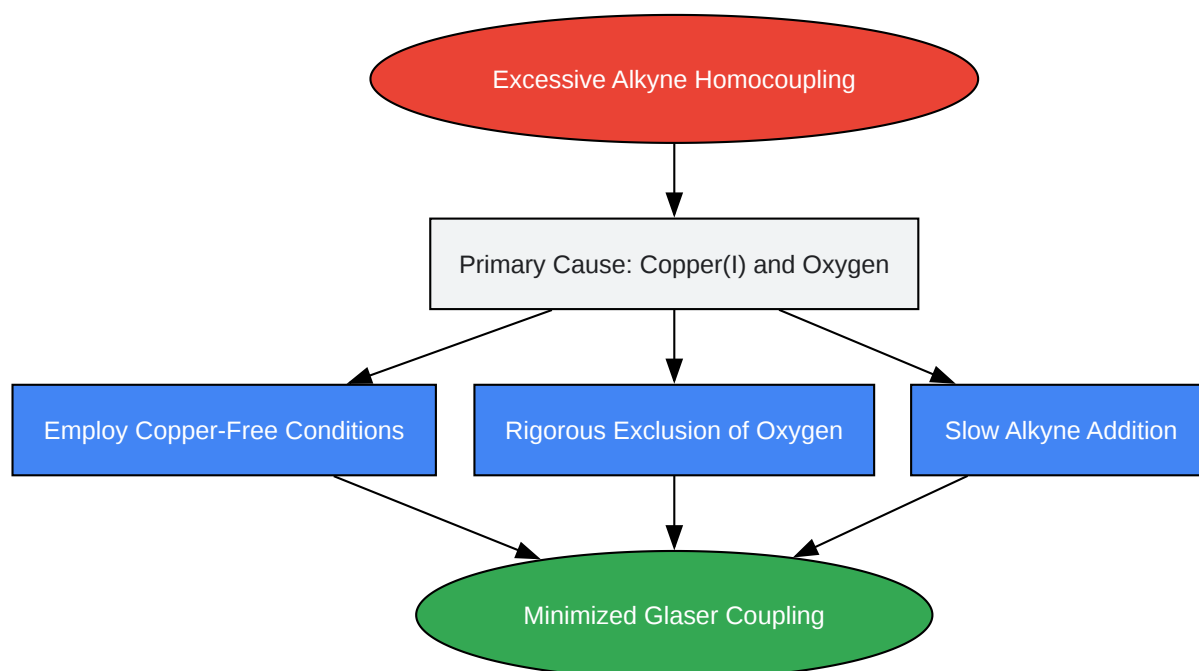 Excessive Alkyne Homocoupling
Primary Cause: Copper(I) and Oxygen
Employ Copper-Free Conditions
Rigorous Exclusion of Oxygen
Slow Alkyne Addition
Minimized Glaser Coupling